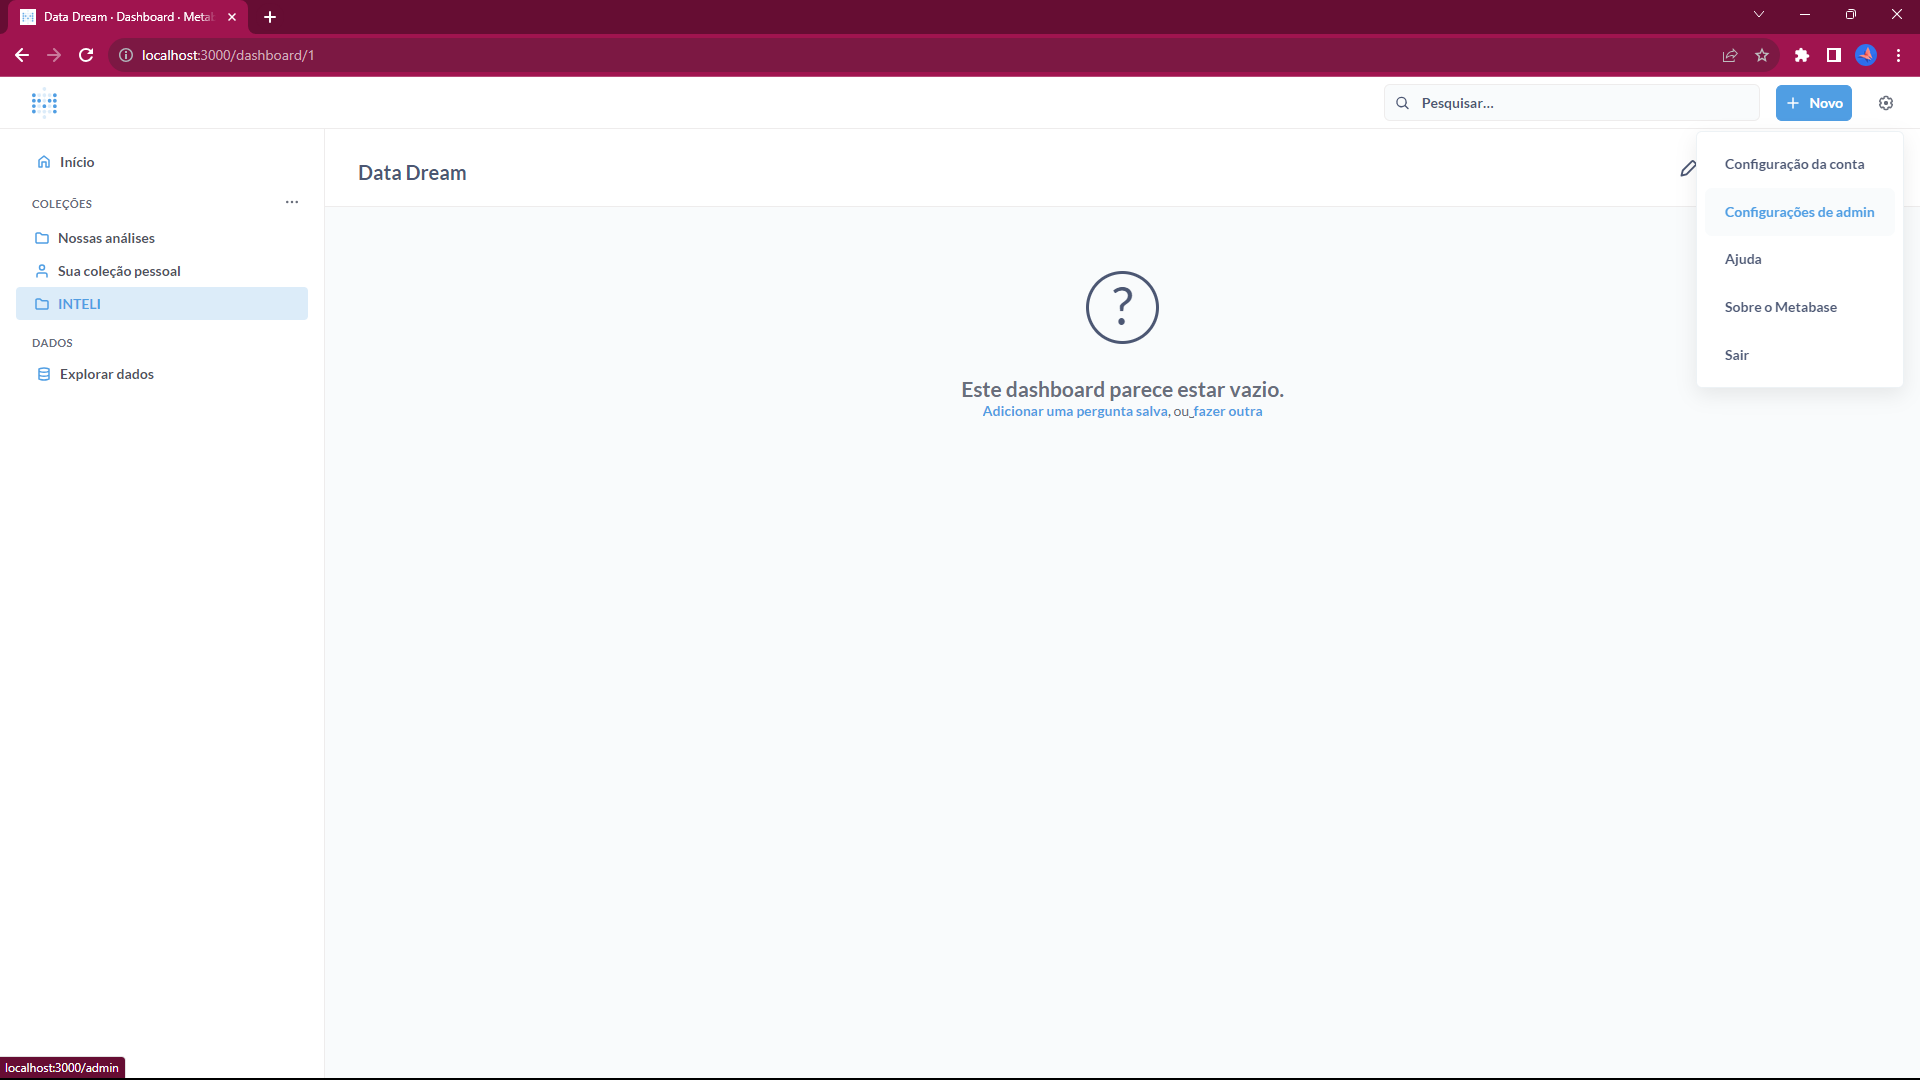 Data Dream · Dashboard · Meta
localhost:3000/dashboard/1
Pesquisar...
Novo
Início
COLEÇÕES
Nossas análises
Sua coleção pessoal
INTELI
DADOS
Explorar dados
Data Dream
Configuração da conta
Configurações de admin
Ajuda
Sobre o Metabase
Sair
?
Este dashboard parece estar vazio.
Adicionar uma pergunta salva, ou fazer outra
localhost:3000/admin